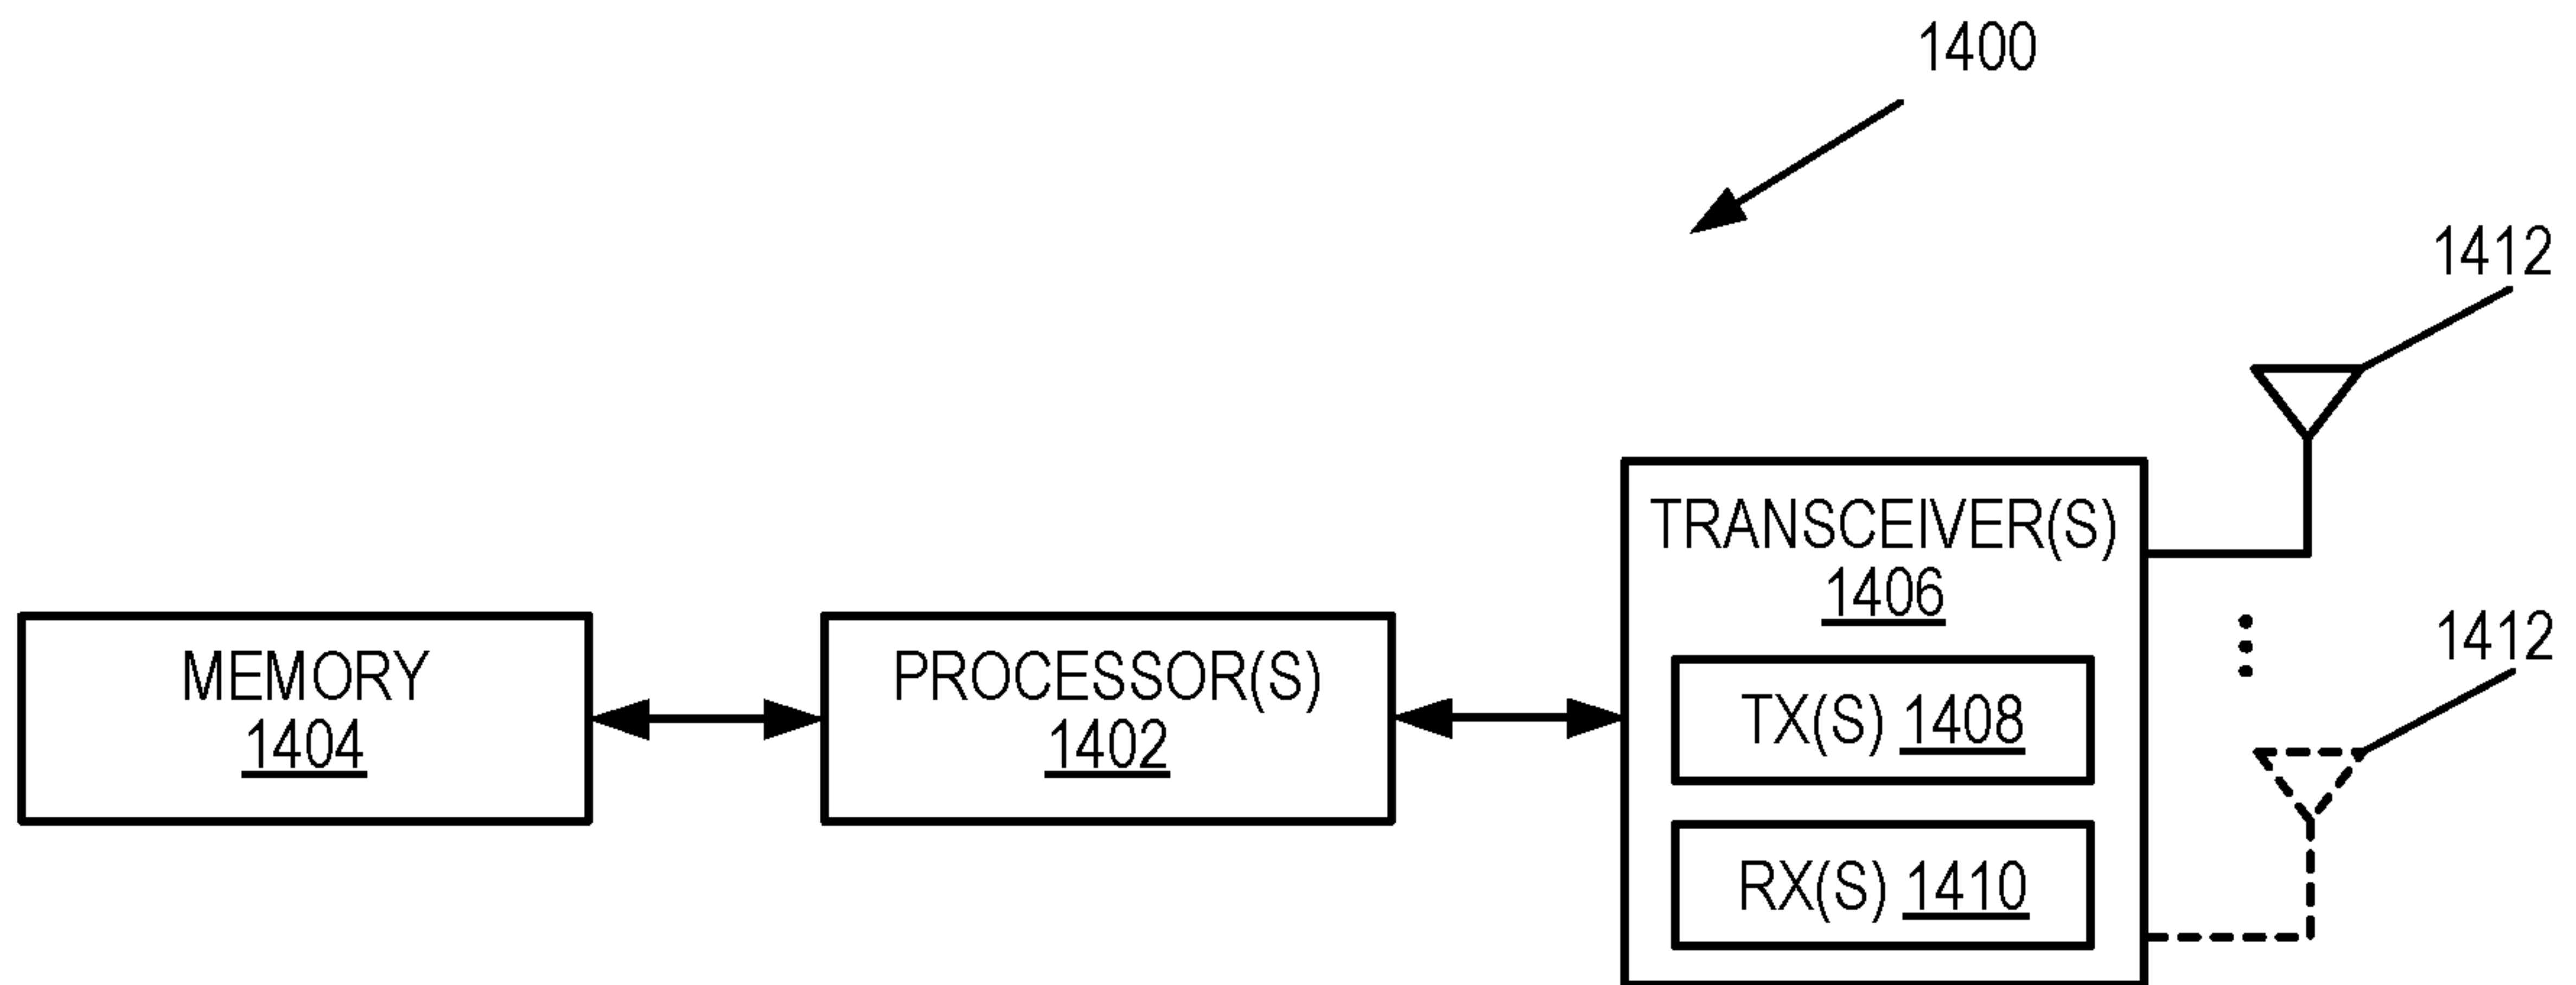 1400
1412
TRANSCEIVER(S)
1406
1412
MEMORY
1404
PROCESSOR(S)
1402
TX(S) 1408
RX(S) 1410